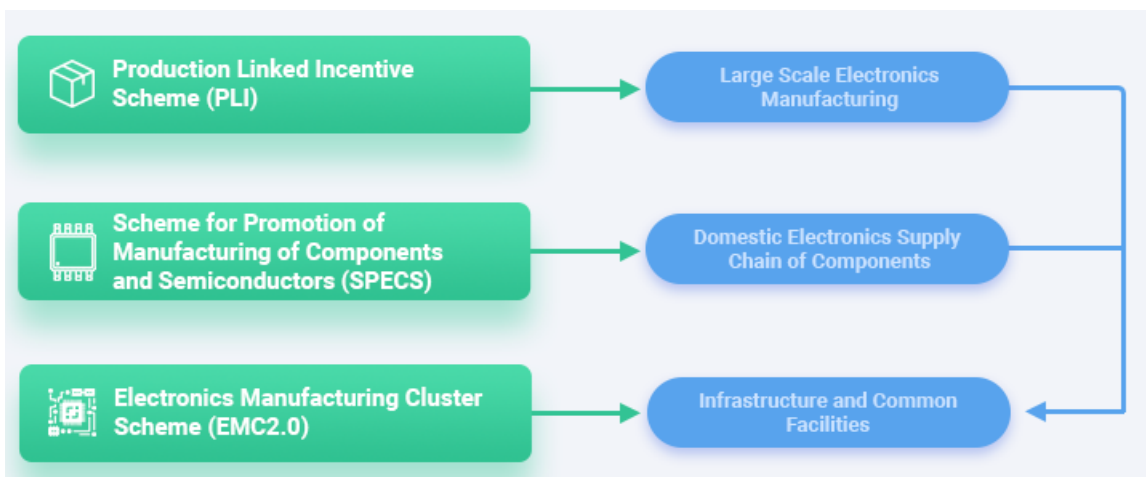 Production Linked Incentive
Scheme (PLI)
Large Scale Electronics
Manufacturing
Scheme for Promotion of
Manufacturing of Components
and Semiconductors (SPECS)
Domestic Electronics Supply
Chain of Components
Electronics Manufacturing Cluster
Scheme (EMC2.0)
Infrastructure and Common
Facilities